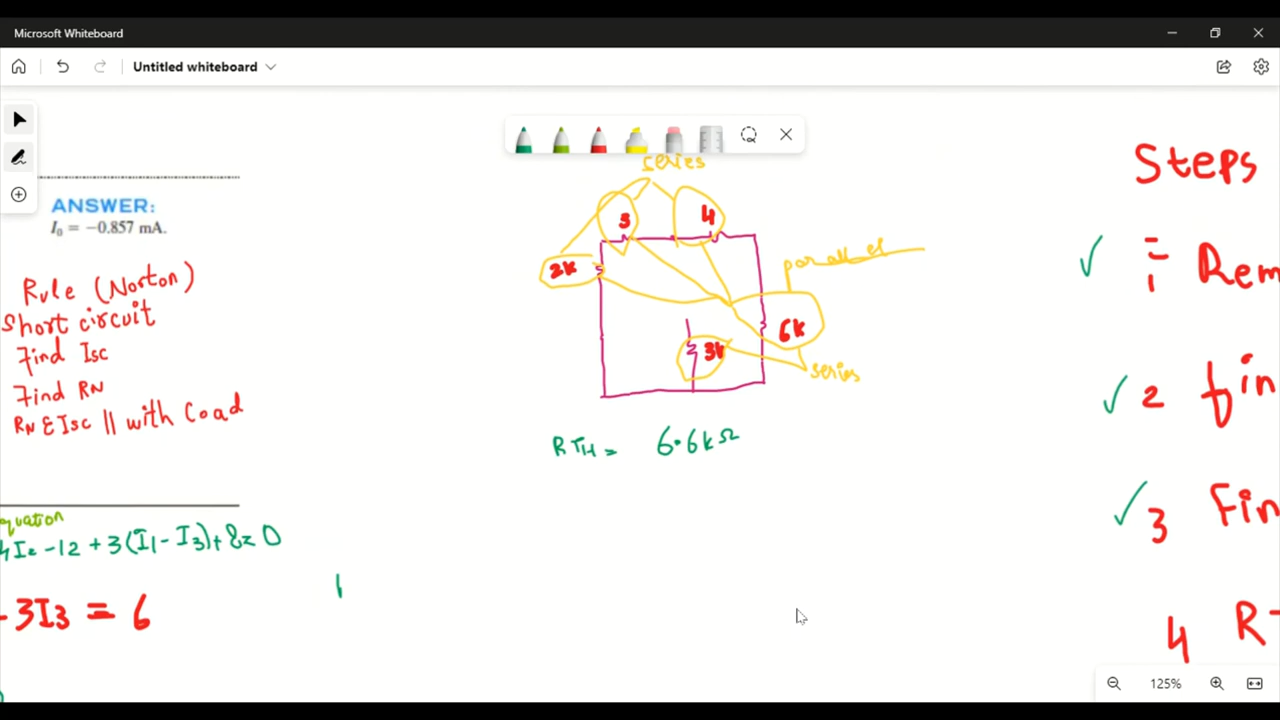 Microsoft Whiteboard
Untitled whiteboard
ANSWER:
I0 = −0.857 mA.
Rule (Norton)
Short circuit
Find Isc
Find RN
RN & Isc || with Load
equation
4I2 -12 + 3(I1 - I3) + 8 = 0
- 3I3 = 6
series
3
4
2k
parallel
6k
3k
series
RTH = 6.6kΩ
Steps
1 Rem
2 fin
3 Fin
4 R
125%